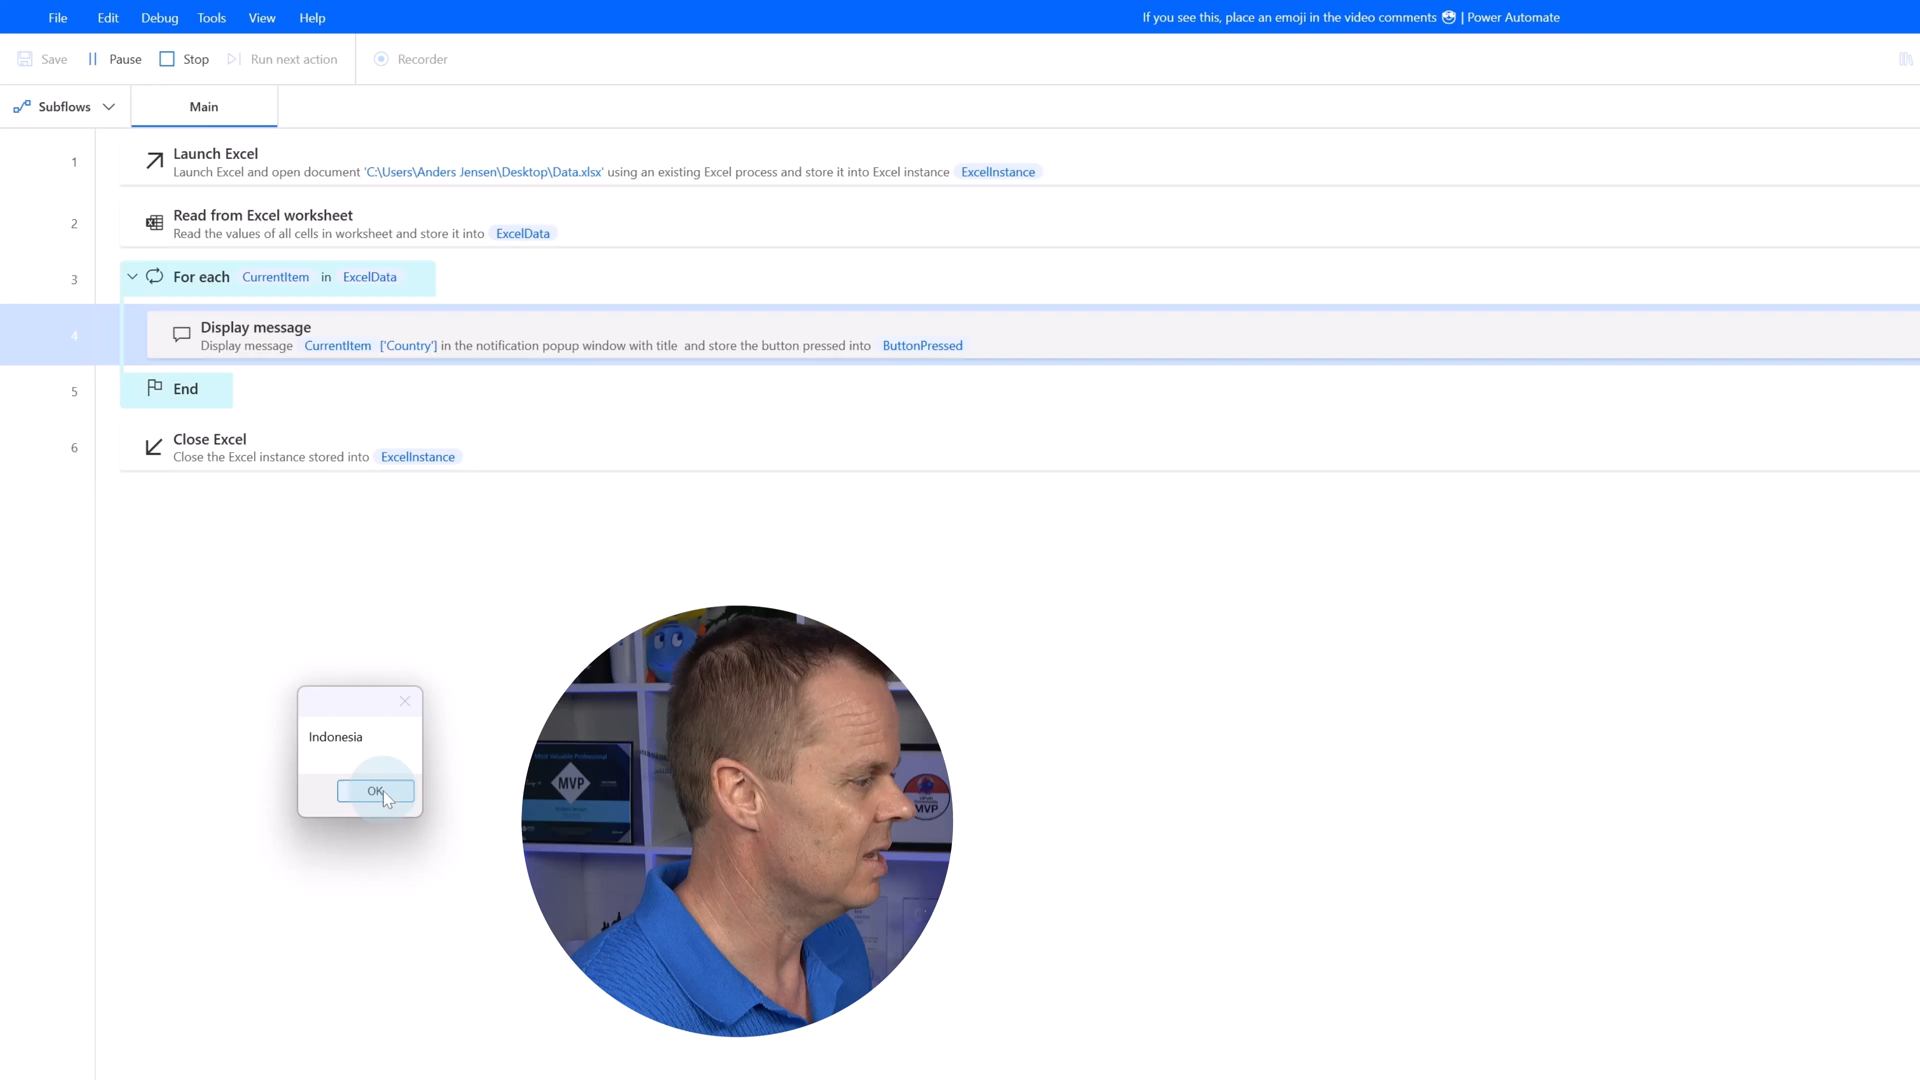 File Edit Debug Tools View Help
If you see this, place an emoji in the video comments 😎 | Power Automate
Save Pause Stop Run next action Recorder
Subflows Main
1 Launch Excel
Launch Excel and open document 'C:\Users\Anders Jensen\Desktop\Data.xlsx' using an existing Excel process and store it into Excel instance ExcelInstance
2 Read from Excel worksheet
Read the values of all cells in worksheet and store it into ExcelData
3 For each CurrentItem in ExcelData
4 Display message
Display message CurrentItem ['Country'] in the notification popup window with title and store the button pressed into ButtonPressed
5 End
6 Close Excel
Close the Excel instance stored into ExcelInstance
Indonesia
OK
Most Valuable Professional
MVP
MVP